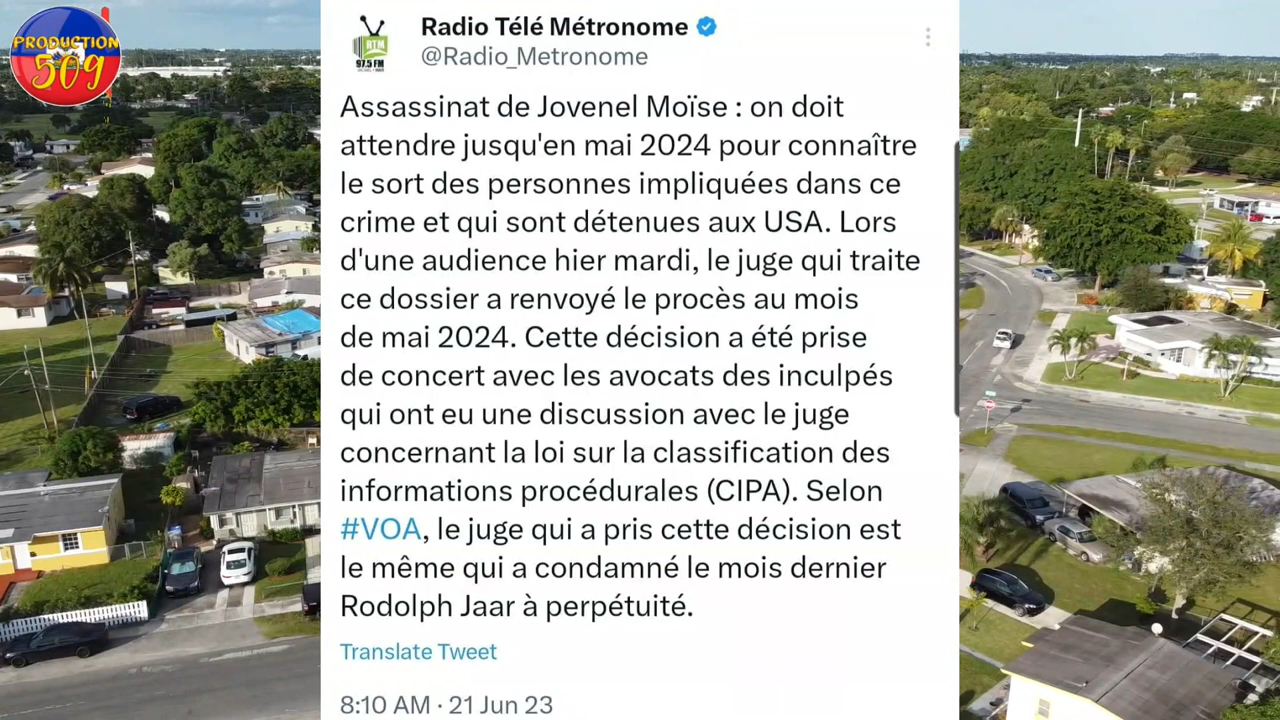 PRODUCTION
509
RTM
97.5 FM
Radio Télé Métronome
@Radio_Metronome
Assassinat de Jovenel Moïse : on doit
attendre jusqu'en mai 2024 pour connaître
le sort des personnes impliquées dans ce
crime et qui sont détenues aux USA. Lors
d'une audience hier mardi, le juge qui traite
ce dossier a renvoyé le procès au mois
de mai 2024. Cette décision a été prise
de concert avec les avocats des inculpés
qui ont eu une discussion avec le juge
concernant la loi sur la classification des
informations procédurales (CIPA). Selon
#VOA, le juge qui a pris cette décision est
le même qui a condamné le mois dernier
Rodolph Jaar à perpétuité.
Translate Tweet
8:10 AM · 21 Jun 23